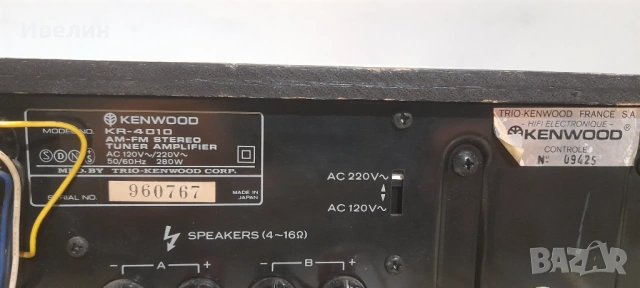 Ивелин
KENWOOD
MODEL NO. KR-4010
AM-FM STEREO
TUNER AMPLIFIER
AC 120V~/220V~
50/60Hz 280W
S D N S
MFD. BY TRIO-KENWOOD CORP.
SERIAL NO. 960767 MADE IN JAPAN
TRIO-KENWOOD FRANCE S.A
- HIFI ELECTRONIQUE -
KENWOOD
CONTROLE
Nº 09425
AC 220V~
AC 120V~
SPEAKERS (4~16Ω)
- A + - B +
BAZAR
bg